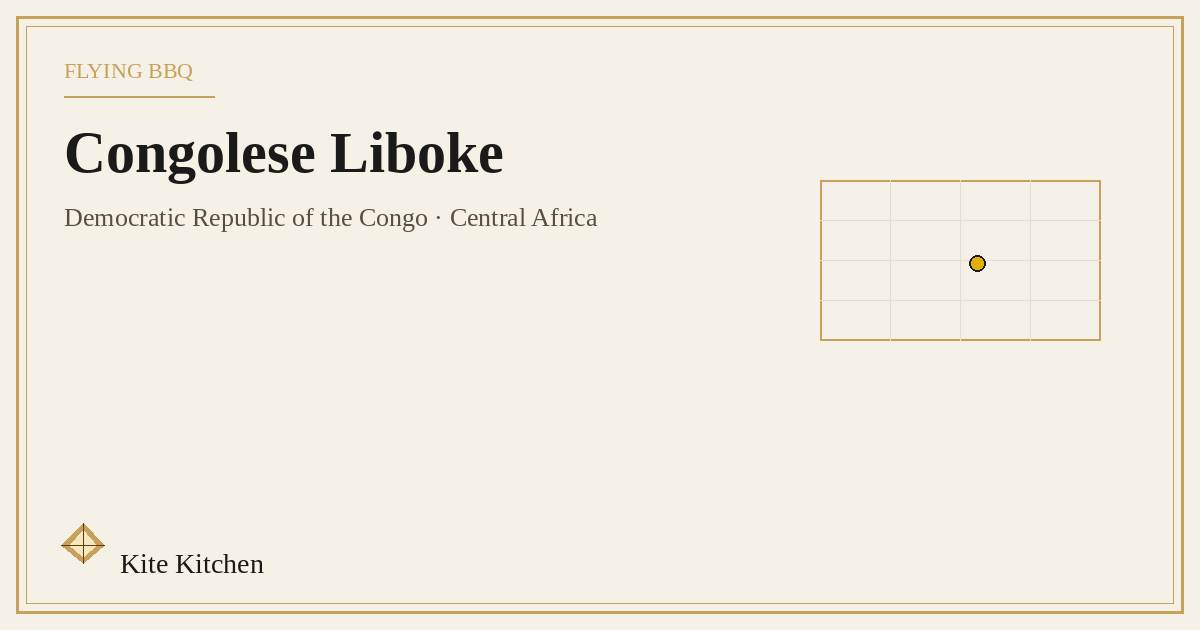 FLYING BBQ
Congolese Liboke
Democratic Republic of the Congo · Central Africa
Kite Kitchen